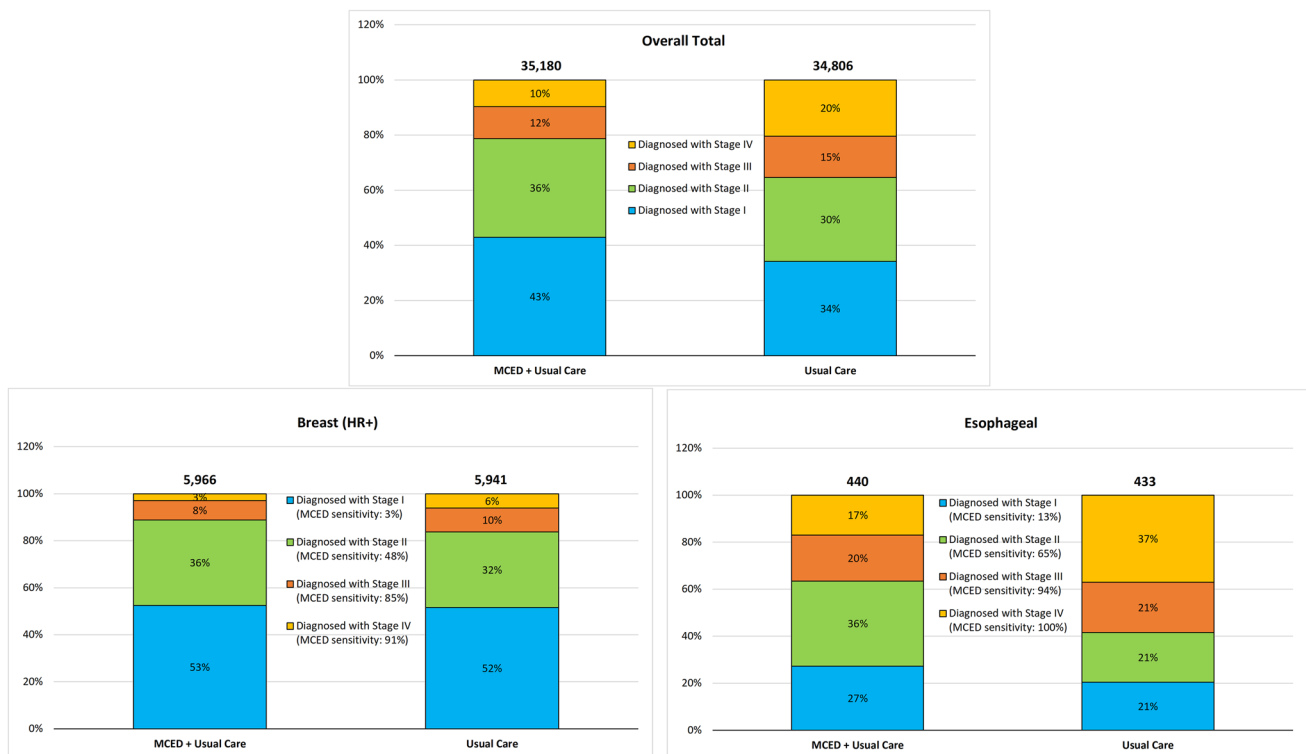 Overall Total
120%
100%
80%
60%
40%
20%
0%
35,180
34,806
10%
12%
36%
43%
20%
15%
30%
34%
Diagnosed with Stage IV
Diagnosed with Stage III
Diagnosed with Stage II
Diagnosed with Stage I
MCED + Usual Care
Usual Care
Breast (HR+)
120%
100%
80%
60%
40%
20%
0%
5,966
5,941
3%
8%
36%
53%
6%
10%
32%
52%
Diagnosed with Stage I
(MCED sensitivity: 3%)
Diagnosed with Stage II
(MCED sensitivity: 48%)
Diagnosed with Stage III
(MCED sensitivity: 85%)
Diagnosed with Stage IV
(MCED sensitivity: 91%)
MCED + Usual Care
Usual Care
Esophageal
120%
100%
80%
60%
40%
20%
0%
440
433
17%
20%
36%
27%
37%
21%
21%
21%
Diagnosed with Stage I
(MCED sensitivity: 13%)
Diagnosed with Stage II
(MCED sensitivity: 65%)
Diagnosed with Stage III
(MCED sensitivity: 94%)
Diagnosed with Stage IV
(MCED sensitivity: 100%)
MCED + Usual Care
Usual Care